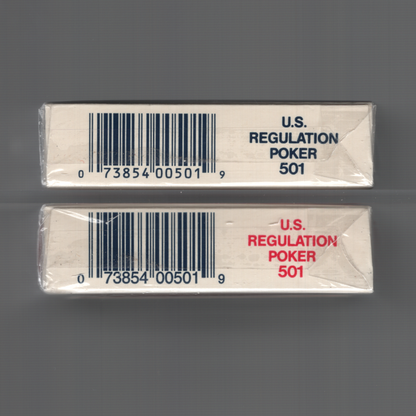 U.S.
REGULATION
POKER
501
0 73854 00501 9
U.S.
REGULATION
POKER
501
0 73854 00501 9